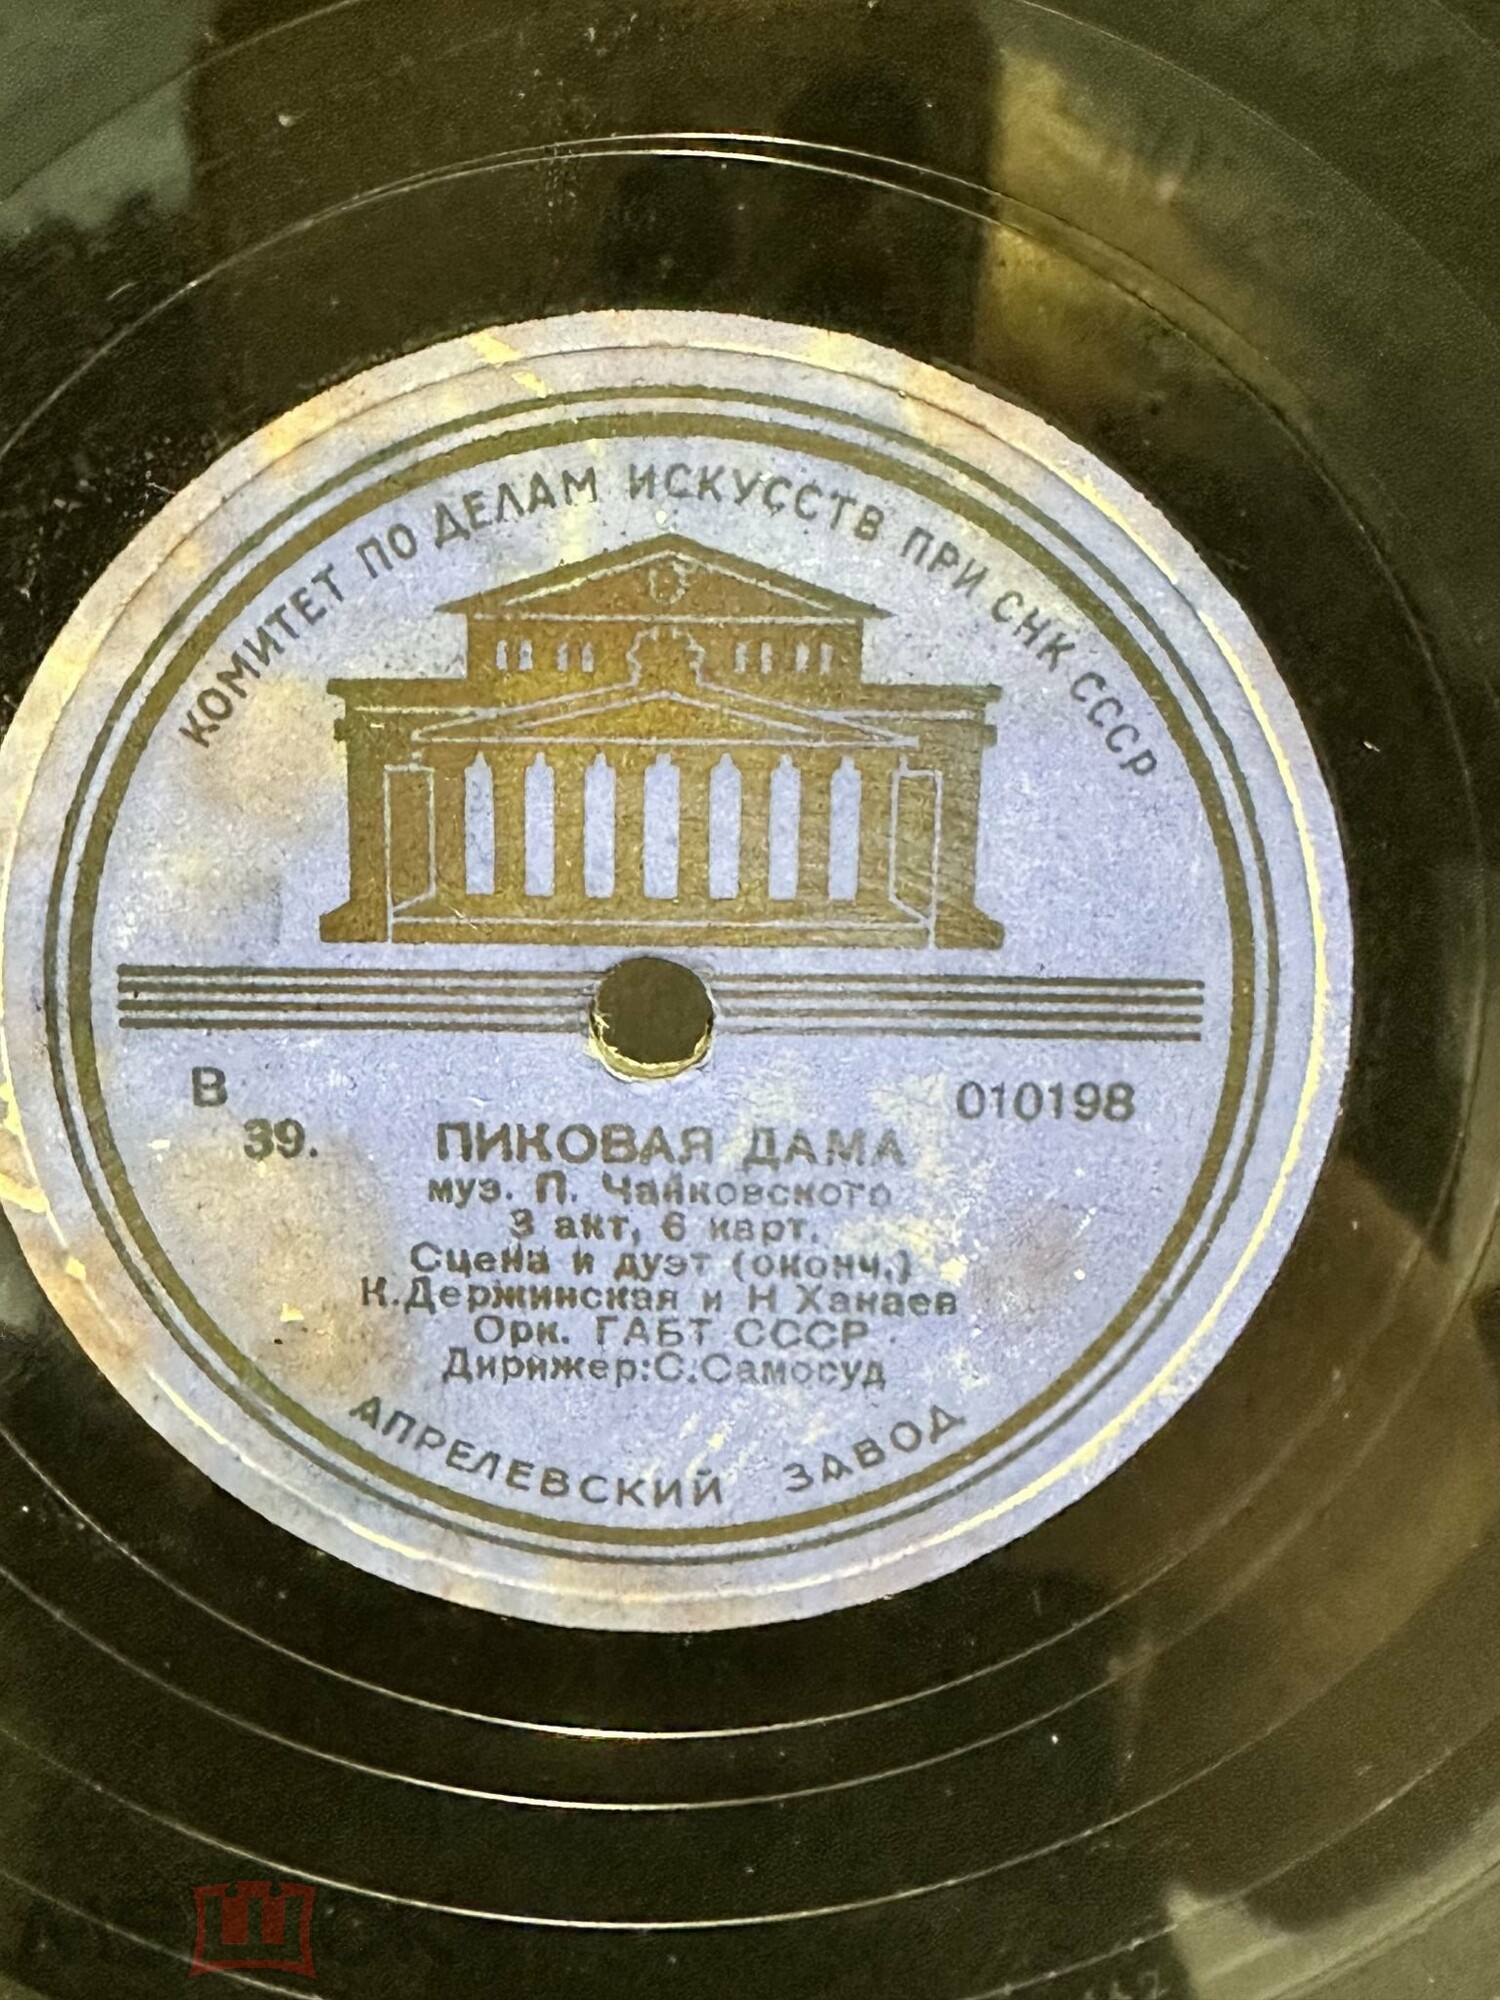 КОМИТЕТ ПО ДЕЛАМ ИСКУССТВ ПРИ СНК СССР
В
010198
39. ПИКОВАЯ ДАМА
муз. П. Чайковского
3 акт, 6 карт.
Сцена и дуэт (оконч.)
К.Держинская и Н Ханаев
Орк. ГАБТ СССР
Дирижер:С.Самосуд
АПРЕЛЕВСКИЙ ЗАВОД